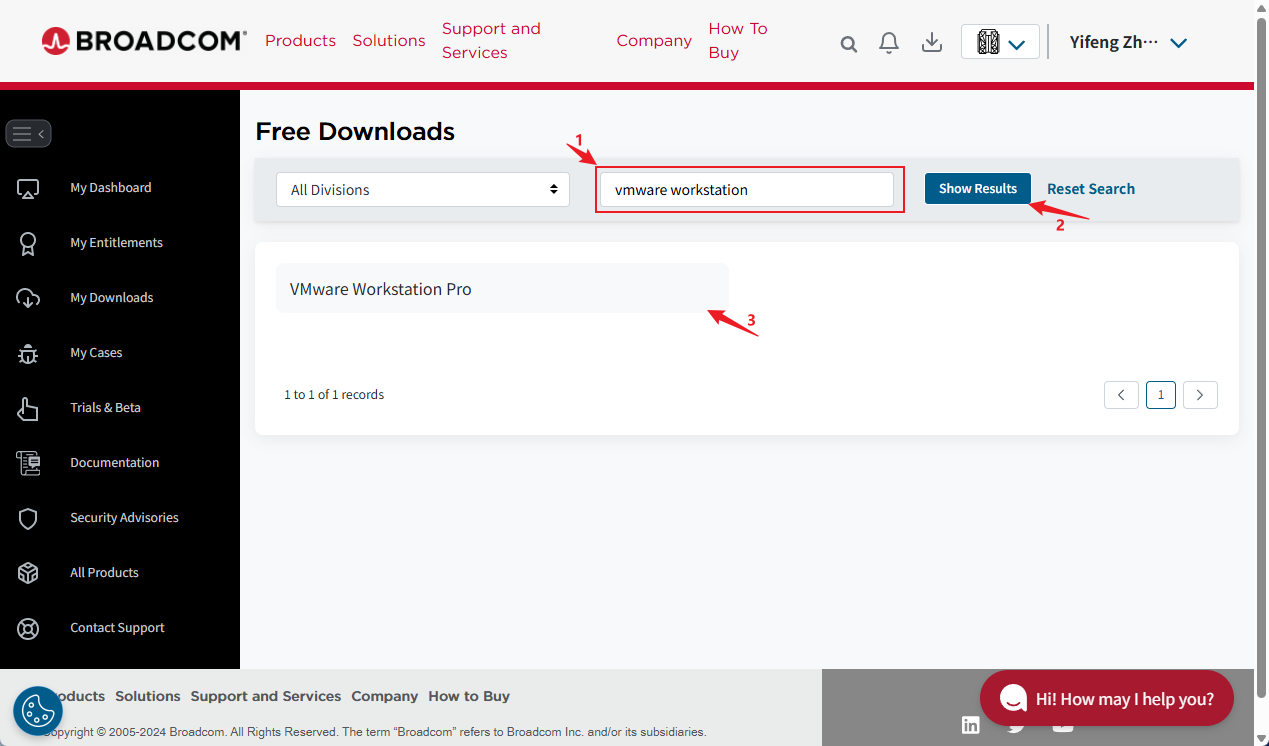 BROADCOM®
Products
Solutions
Support and
Services
Company
How To
Buy
Yifeng Zh···
My Dashboard
My Entitlements
My Downloads
My Cases
Trials & Beta
Documentation
Security Advisories
All Products
Contact Support
Free Downloads
1
All Divisions
vmware workstation
Show Results
Reset Search
2
VMware Workstation Pro
3
1 to 1 of 1 records
1
oducts Solutions Support and Services Company How to Buy
opyright © 2005-2024 Broadcom. All Rights Reserved. The term “Broadcom” refers to Broadcom Inc. and/or its subsidiaries.
in
Hi! How may I help you?